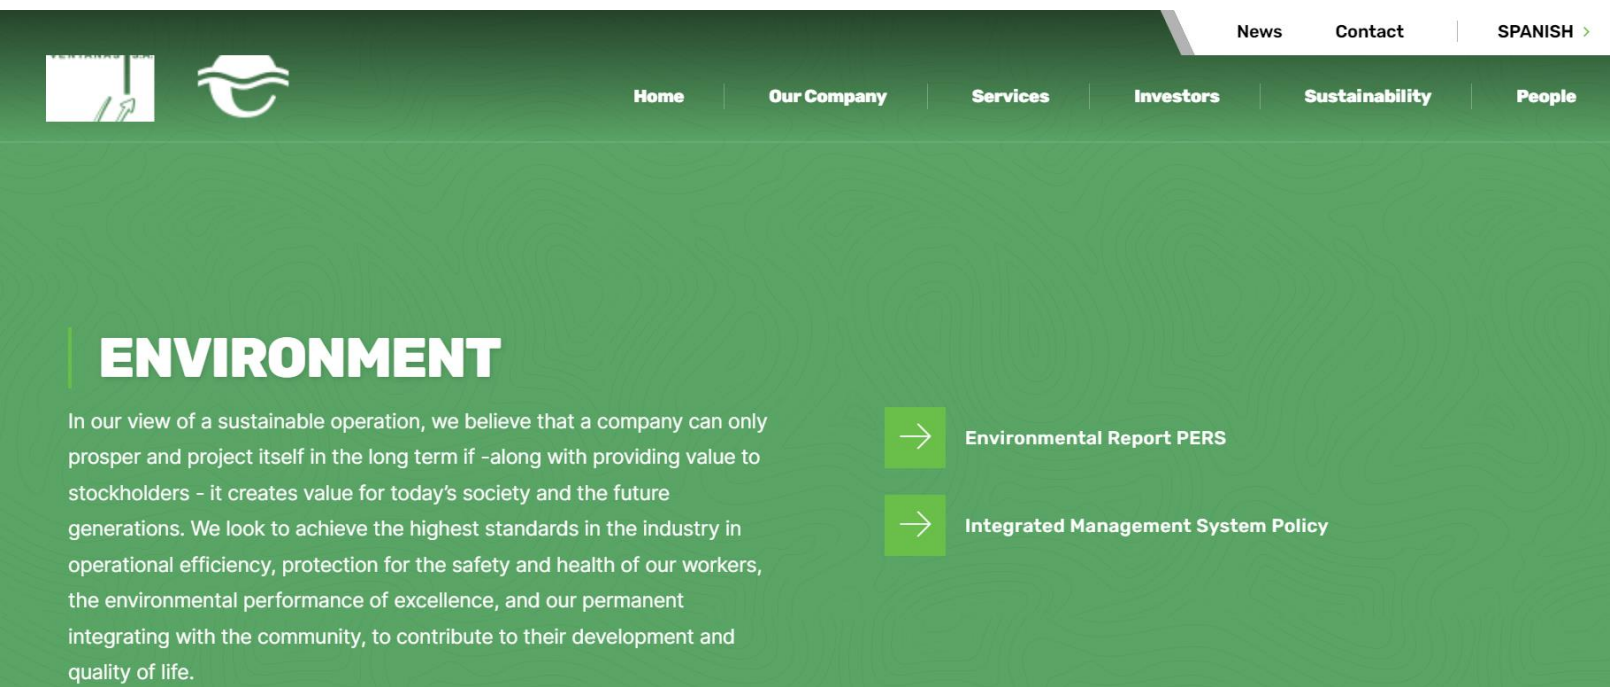 News Contact SPANISH >
VENTANAS S.A.
Home Our Company Services Investors Sustainability People
ENVIRONMENT
In our view of a sustainable operation, we believe that a company can only
prosper and project itself in the long term if -along with providing value to
stockholders - it creates value for today’s society and the future
generations. We look to achieve the highest standards in the industry in
operational efficiency, protection for the safety and health of our workers,
the environmental performance of excellence, and our permanent
integrating with the community, to contribute to their development and
quality of life.
Environmental Report PERS
Integrated Management System Policy